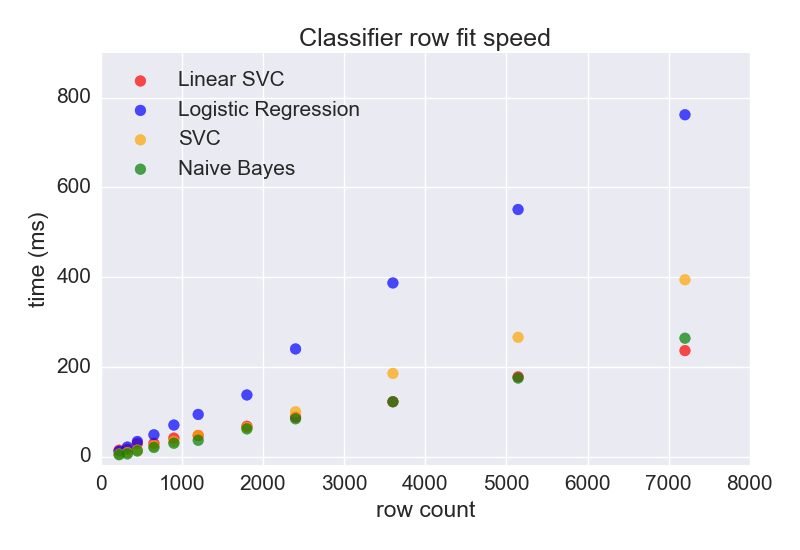 Classifier row fit speed
Linear SVC
Logistic Regression
SVC
Naive Bayes
800
600
400
200
0
time (ms)
0 1000 2000 3000 4000 5000 6000 7000 8000
row count